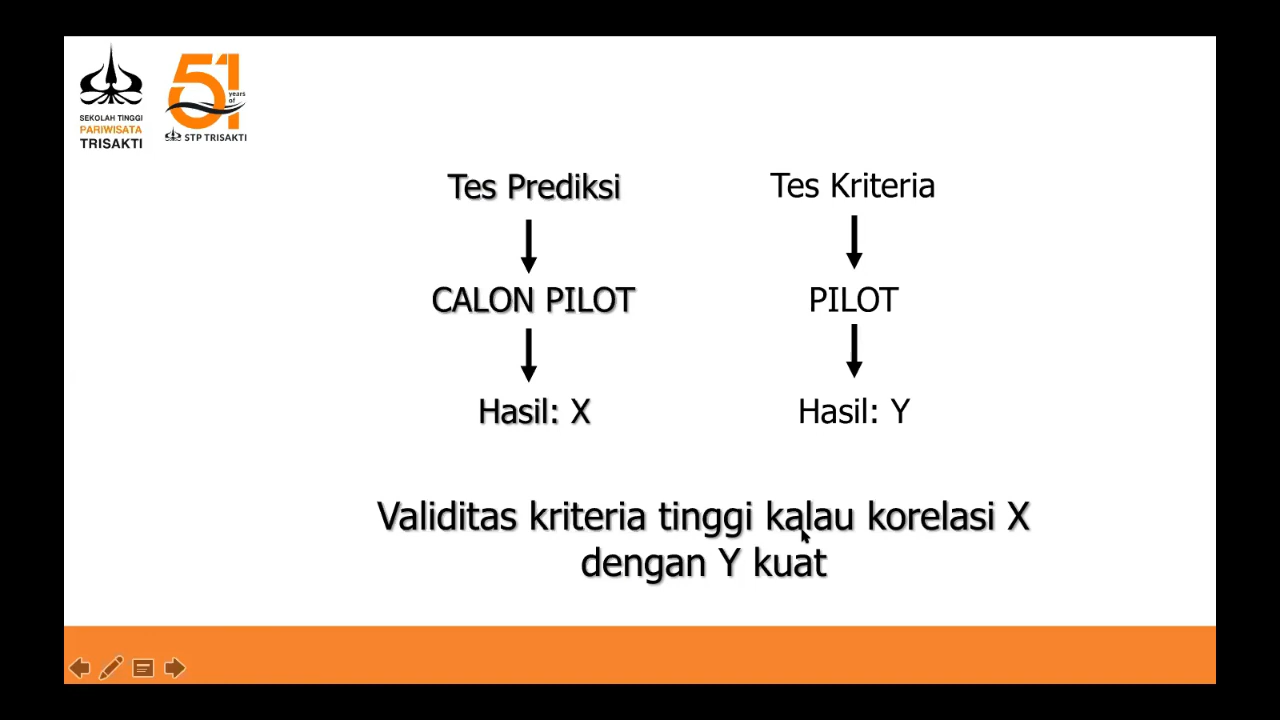 SEKOLAH TINGGI
PARIWISATA
TRISAKTI
51
years
of
STP TRISAKTI
Tes Prediksi
Tes Kriteria
CALON PILOT
PILOT
Hasil: X
Hasil: Y
Validitas kriteria tinggi kalau korelasi X
dengan Y kuat